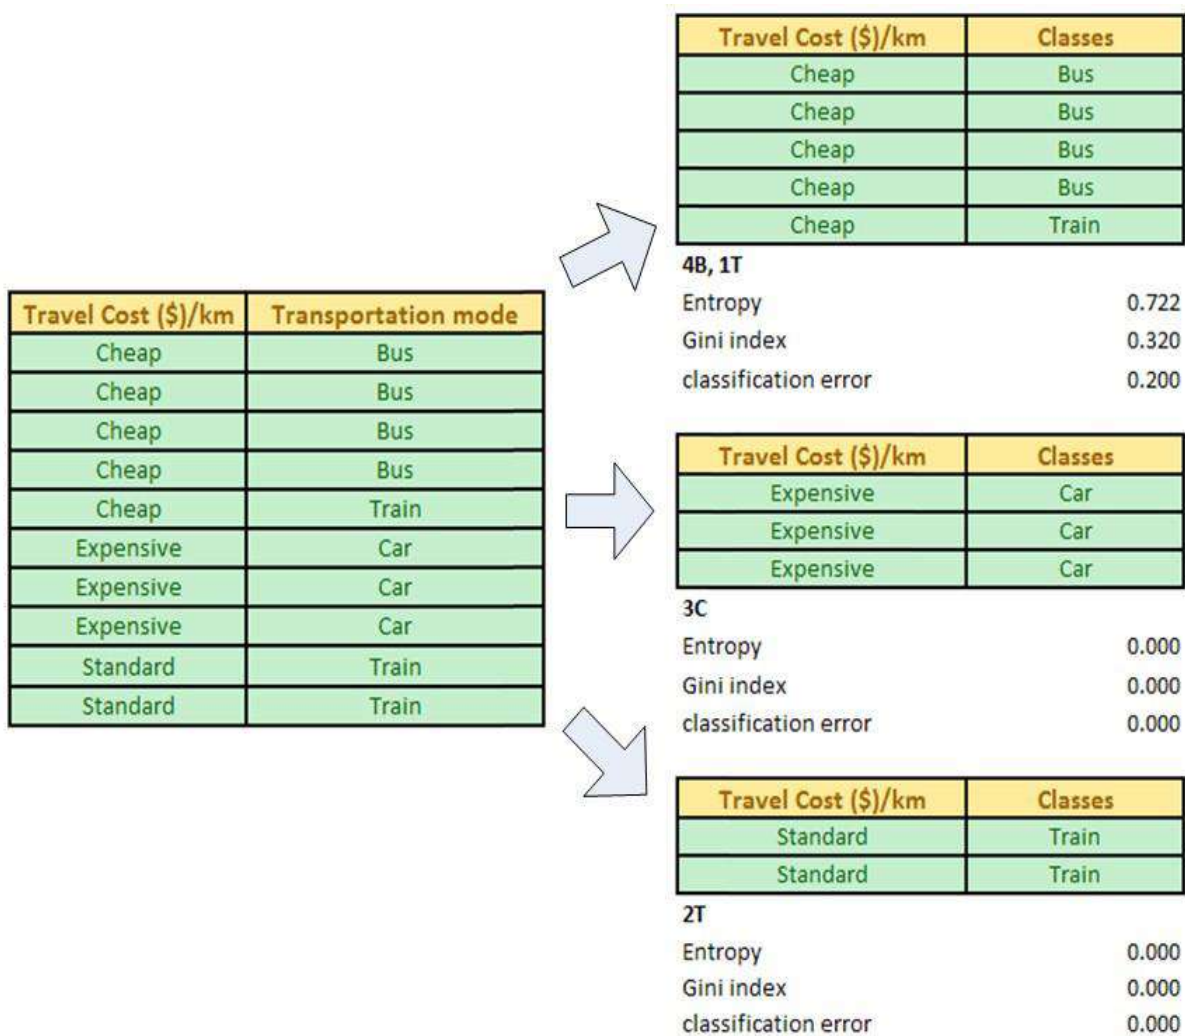 Travel Cost ($)/km Transportation mode
Cheap Bus
Cheap Bus
Cheap Bus
Cheap Bus
Cheap Train
Expensive Car
Expensive Car
Expensive Car
Standard Train
Standard Train
Travel Cost ($)/km Classes
Cheap Bus
Cheap Bus
Cheap Bus
Cheap Bus
Cheap Train
4B, 1T
Entropy 0.722
Gini index 0.320
classification error 0.200
Travel Cost ($)/km Classes
Expensive Car
Expensive Car
Expensive Car
3C
Entropy 0.000
Gini index 0.000
classification error 0.000
Travel Cost ($)/km Classes
Standard Train
Standard Train
2T
Entropy 0.000
Gini index 0.000
classification error 0.000